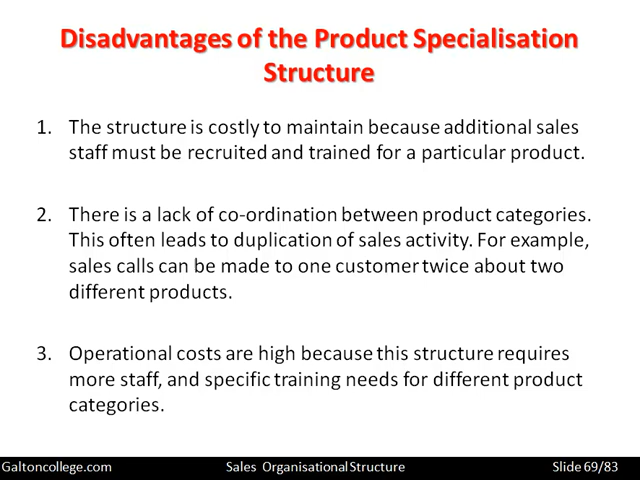 Disadvantages of the Product Specialisation
Structure
1. The structure is costly to maintain because additional sales
staff must be recruited and trained for a particular product.
2. There is a lack of co-ordination between product categories.
This often leads to duplication of sales activity. For example,
sales calls can be made to one customer twice about two
different products.
3. Operational costs are high because this structure requires
more staff, and specific training needs for different product
categories.
Galtoncollege.com Sales Organisational Structure Slide 69/83